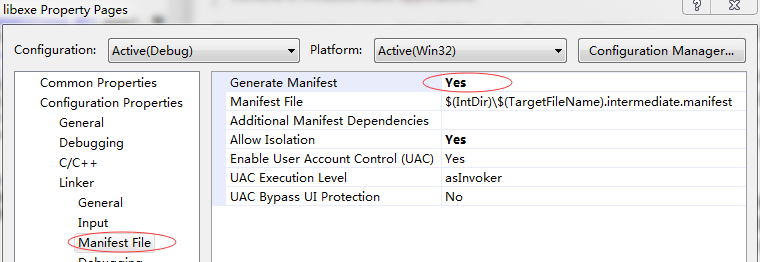 libexe Property Pages
Configuration: Active(Debug) Platform: Active(Win32) Configuration Manager...
Common Properties
Configuration Properties
General
Debugging
C/C++
Linker
General
Input
Manifest File
Debugging
Generate Manifest Yes
Manifest File $(IntDir)\$(TargetFileName).intermediate.manifest
Additional Manifest Dependencies
Allow Isolation Yes
Enable User Account Control (UAC) Yes
UAC Execution Level asInvoker
UAC Bypass UI Protection No